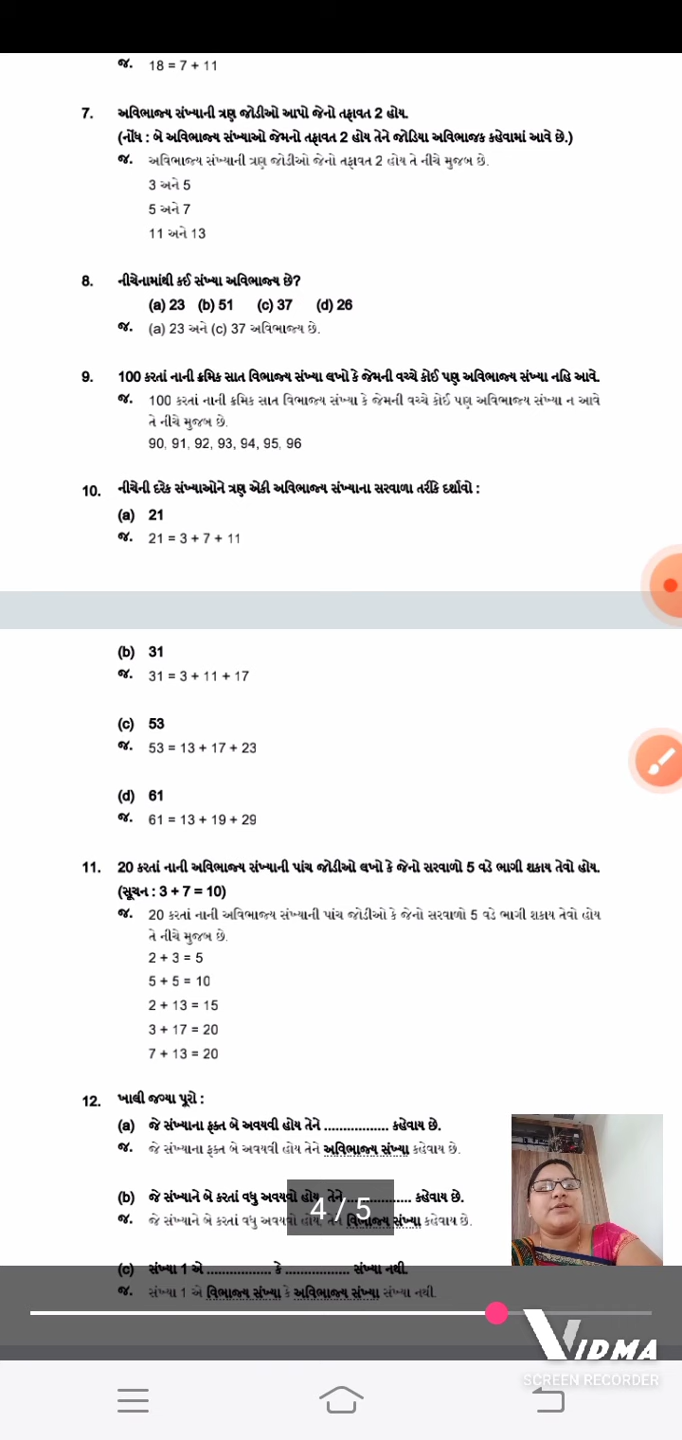 જ. 18 = 7 + 11
7. અવિભાજ્ય સંખ્યાની ત્રણ જોડીઓ આપો જેનો તફાવત 2 હોય.
(નોંધ : બે અવિભાજ્ય સંખ્યાઓ જેમનો તફાવત 2 હોય તેને જોડિયા અવિભાજક કહેવામાં આવે છે.)
જ. અવિભાજ્ય સંખ્યાની ત્રણ જોડીઓ જેનો તફાવત 2 હોય તે નીચે મુજબ છે.
3 અને 5
5 અને 7
11 અને 13
8. નીચેનામાંથી કઈ સંખ્યા અવિભાજ્ય છે?
(a) 23 (b) 51 (c) 37 (d) 26
જ. (a) 23 અને (c) 37 અવિભાજ્ય છે.
9. 100 કરતાં નાની ક્રમિક સાત વિભાજ્ય સંખ્યા લખો કે જેમની વચ્ચે કોઈ પણ અવિભાજ્ય સંખ્યા નહિ આવે.
જ. 100 કરતાં નાની ક્રમિક સાત વિભાજ્ય સંખ્યા કે જેમની વચ્ચે કોઈ પણ અવિભાજ્ય સંખ્યા ન આવે
તે નીચે મુજબ છે.
90, 91, 92, 93, 94, 95, 96
10. નીચેની દરેક સંખ્યાઓને ત્રણ એકી અવિભાજ્ય સંખ્યાના સરવાળા તરીકે દર્શાવો :
(a) 21
જ. 21 = 3 + 7 + 11
(b) 31
જ. 31 = 3 + 11 + 17
(c) 53
જ. 53 = 13 + 17 + 23
(d) 61
જ. 61 = 13 + 19 + 29
11. 20 કરતાં નાની અવિભાજ્ય સંખ્યાની પાંચ જોડીઓ લખો કે જેનો સરવાળો 5 વડે ભાગી શકાય તેવો હોય.
(સૂચન : 3 + 7 = 10)
જ. 20 કરતાં નાની અવિભાજ્ય સંખ્યાની પાંચ જોડીઓ કે જેનો સરવાળો 5 વડે ભાગી શકાય તેવો હોય
તે નીચે મુજબ છે.
2 + 3 = 5
5 + 5 = 10
2 + 13 = 15
3 + 17 = 20
7 + 13 = 20
12. ખાલી જગ્યા પૂરો :
(a) જે સંખ્યાના ફક્ત બે અવયવી હોય તેને ................. કહેવાય છે.
જ. જે સંખ્યાના ફક્ત બે અવયવી હોય તેને અવિભાજ્ય સંખ્યા કહેવાય છે.
(b) જે સંખ્યાને બે કરતાં વધુ અવયવો હોય તેને ................. કહેવાય છે.
4 / 5
જ. જે સંખ્યાને બે કરતાં વધુ અવયવો હોય તેને વિભાજ્ય સંખ્યા કહેવાય છે.
(c) સંખ્યા 1 એ ................. કે ................. સંખ્યા નથી.
જ. સંખ્યા 1 એ વિભાજ્ય સંખ્યા કે અવિભાજ્ય સંખ્યા સંખ્યા નથી.
VIDMA
SCREEN RECORDER